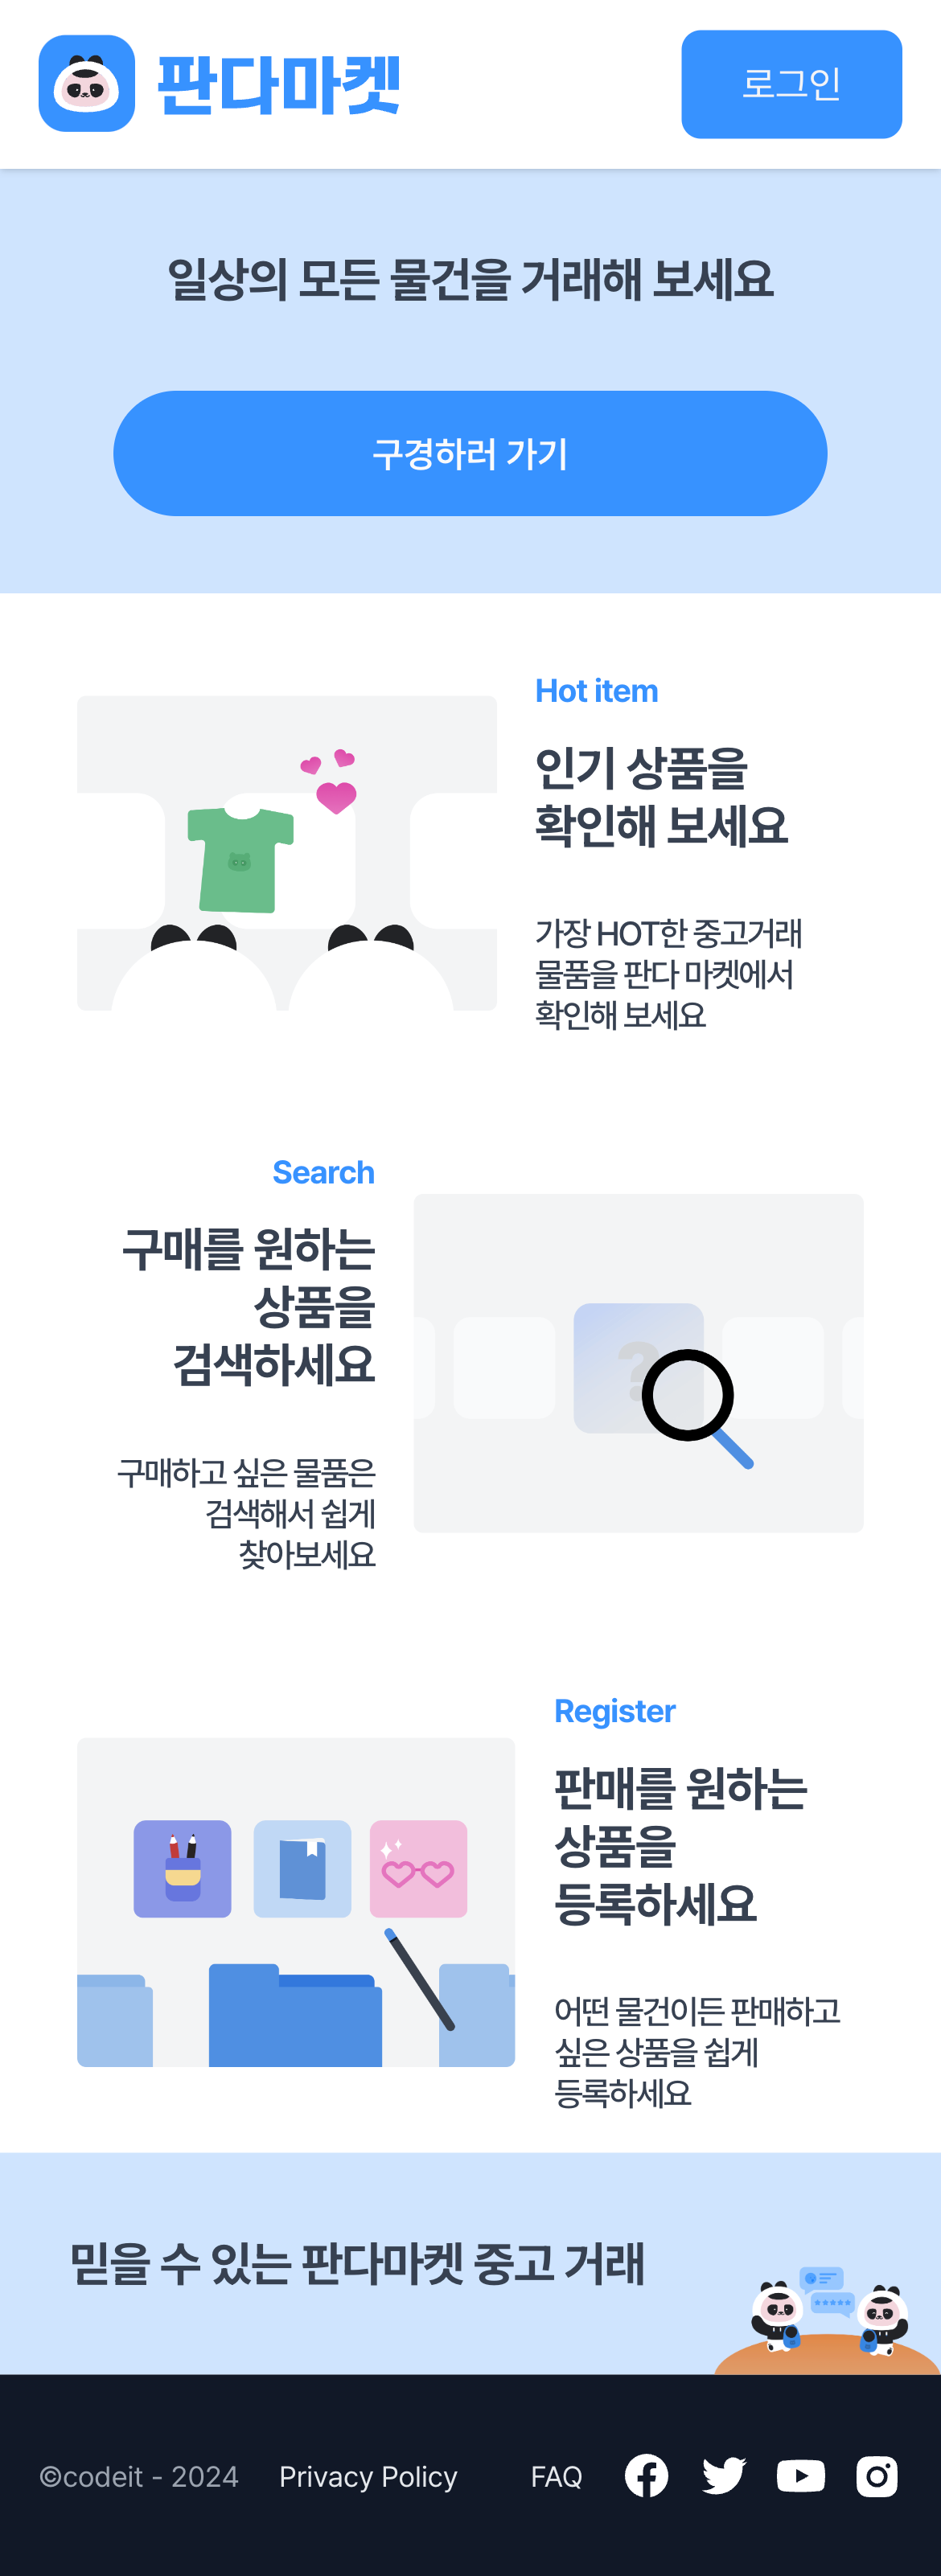 판다마켓
로그인
일상의 모든 물건을 거래해 보세요
구경하러 가기
Hot item
인기 상품을
확인해 보세요
가장 HOT한 중고거래
물품을 판다 마켓에서
확인해 보세요
Search
구매를 원하는
상품을
검색하세요
구매하고 싶은 물품은
검색해서 쉽게
찾아보세요
?
Register
판매를 원하는
상품을
등록하세요
어떤 물건이든 판매하고
싶은 상품을 쉽게
등록하세요
믿을 수 있는 판다마켓 중고 거래
©codeit - 2024 Privacy Policy FAQ